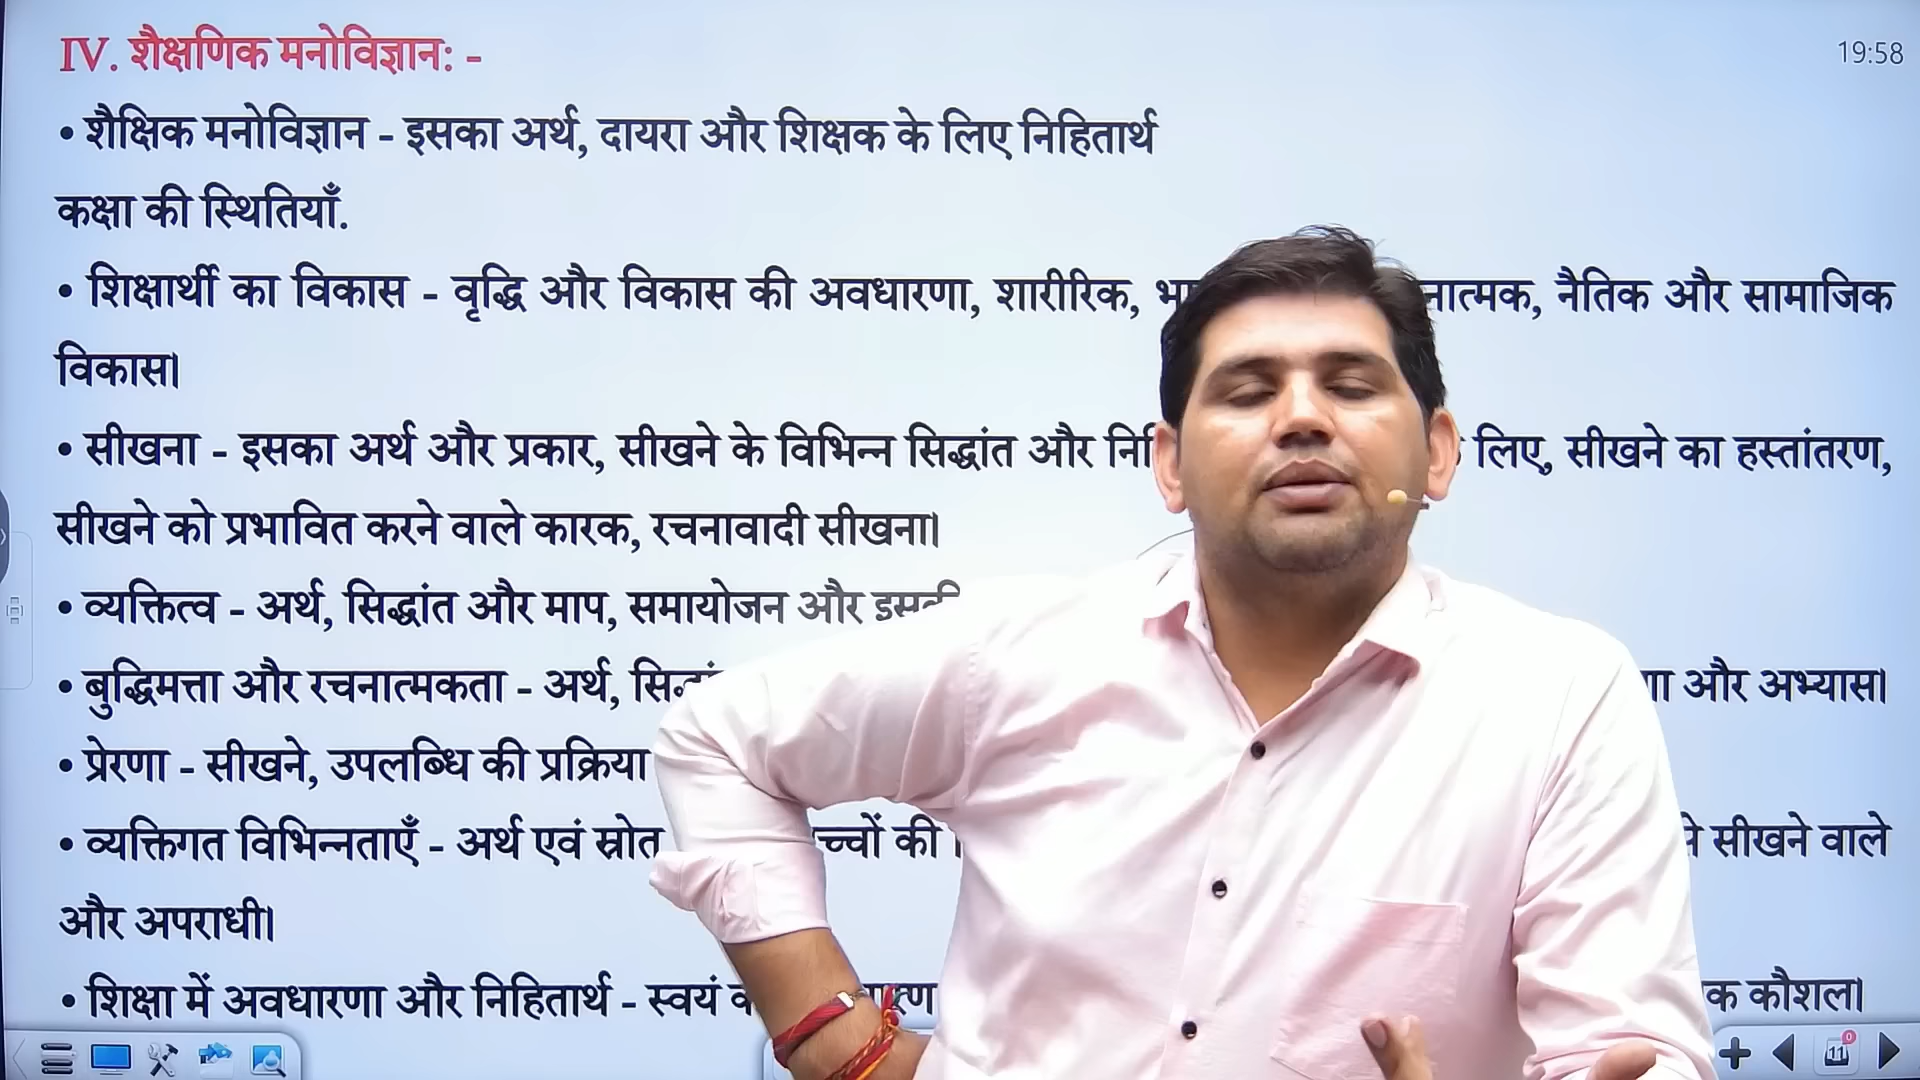 IV. शैक्षणिक मनोविज्ञान: -
19:58
• शैक्षिक मनोविज्ञान - इसका अर्थ, दायरा और शिक्षक के लिए निहितार्थ
कक्षा की स्थितियाँ.
• शिक्षार्थी का विकास - वृद्धि और विकास की अवधारणा, शारीरिक, नैतिक और सामाजिक
विकास।
• सीखना - इसका अर्थ और प्रकार, सीखने के विभिन्न सिद्धांत और लिए, सीखने का हस्तांतरण,
सीखने को प्रभावित करने वाले कारक, रचनावादी सीखना।
• व्यक्तित्व - अर्थ, सिद्धांत और माप, समायोजन और
• बुद्धिमत्ता और रचनात्मकता - अर्थ, और अभ्यास।
• प्रेरणा - सीखने, उपलब्धि की प्रक्रिया
• व्यक्तिगत विभिन्नताएँ - अर्थ एवं स्रोत की सीखने वाले
और अपराधी।
• शिक्षा में अवधारणा और निहितार्थ - स्वयं कौशल।
11
0